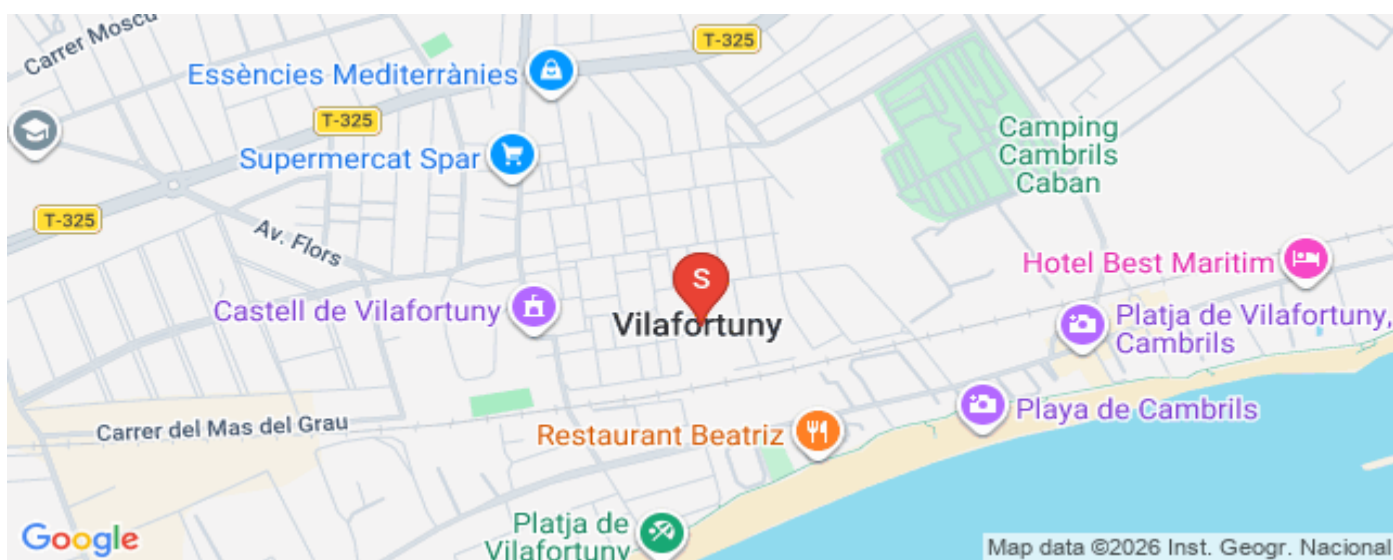 Carrer Moscu
T-325
Essències Mediterrànies
T-325
Supermercat Spar
Camping
Cambrils
Caban
T-325
Av. Flors
S
Hotel Best Maritim
Castell de Vilafortuny
Vilafortuny
Platja de Vilafortuny,
Cambrils
Playa de Cambrils
Carrer del Mas del Grau
Restaurant Beatriz
Platja de
Vilafortuny
Google
Map data ©2026 Inst. Geogr. Nacional